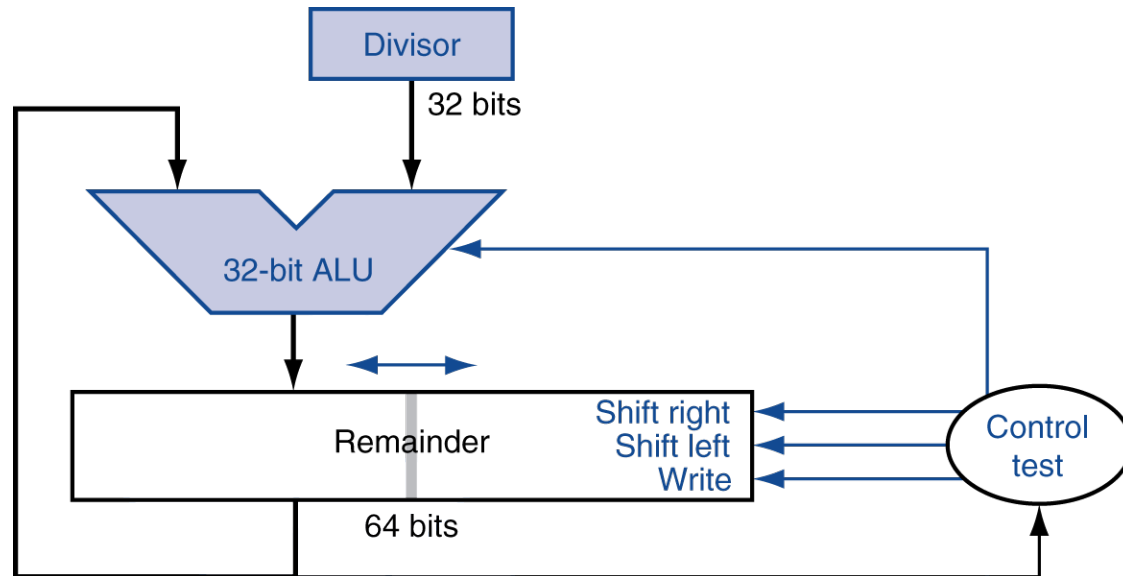 Divisor
32 bits
32-bit ALU
Remainder
Shift right
Shift left
Write
Control
test
64 bits